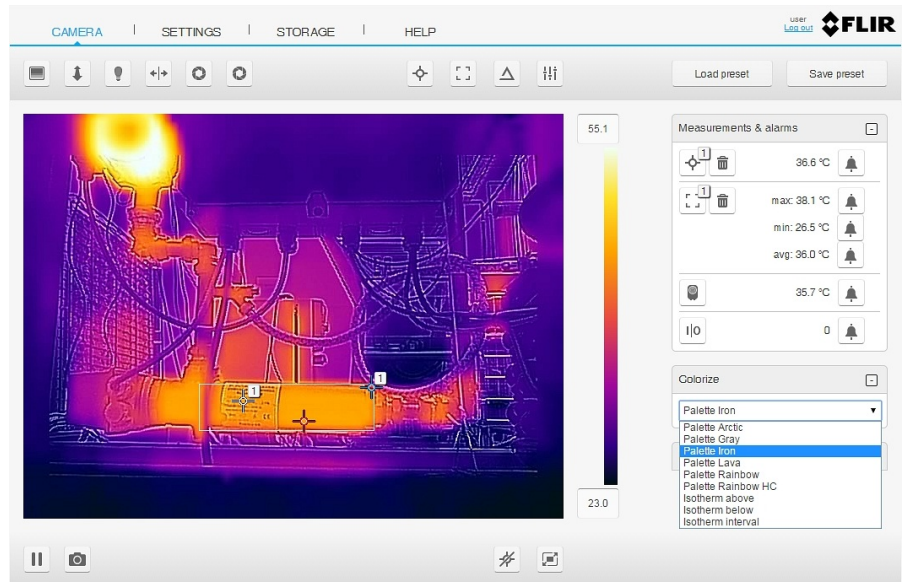 CAMERA
SETTINGS
STORAGE
HELP
user
Log out
FLIR
Load preset
Save preset
55.1
Measurements & alarms
-
1
36.6 °C
1
max: 38.1 °C
min: 26.5 °C
avg: 36.0 °C
35.7 °C
I|O
0
Colorize
-
Palette Iron
Palette Arctic
Palette Gray
Palette Iron
Palette Lava
Palette Rainbow
Palette Rainbow HC
Isotherm above
Isotherm below
Isotherm interval
1
1
23.0